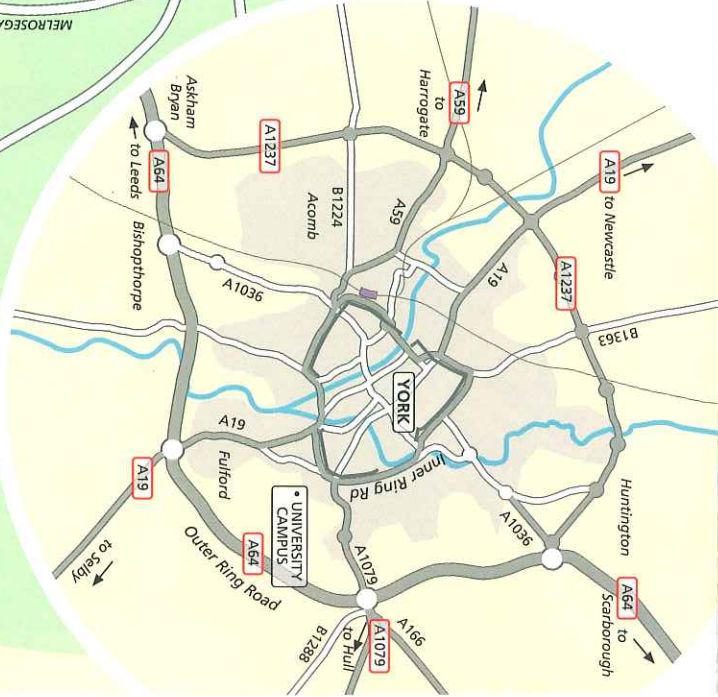 MELROSEGA
A19
to Newcastle
A59
to
Harrogate
A1237
B1363
A19
A59
A1237
B1224
Acomb
Askham
Bryan
A64
to Leeds
Bishopthorpe
A1036
YORK
Inner Ring Rd
Huntington
A1036
A64
to
Scarborough
A19
Fulford
UNIVERSITY
CAMPUS
A64
Outer Ring Road
A1079
A166
A1079
to Hull
B1288
A19
to Selby